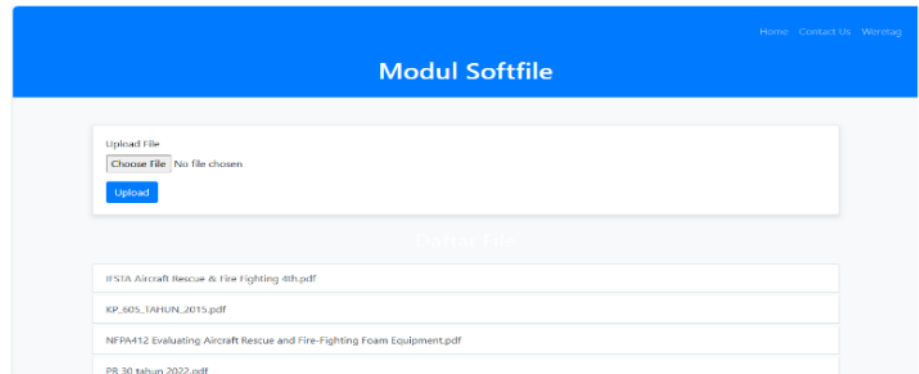 Home Contact Us Weretag
Modul Softfile
Upload File
Choose File No file chosen
Upload
Daftar File
IFSTA Aircraft Rescue & Fire Fighting 4th.pdf
KP_605_TAHUN_2015.pdf
NFPA412 Evaluating Aircraft Rescue and Fire-Fighting Foam Equipment.pdf
PR 30 tahun 2022.pdf